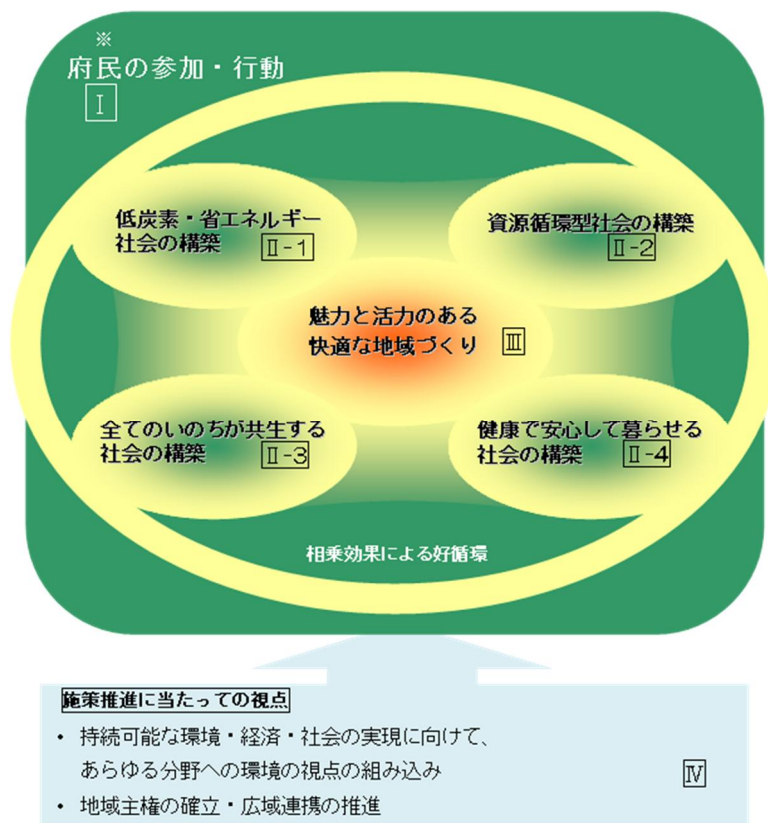 ※
府民の参加・行動
Ⅰ
低炭素・省エネルギー
社会の構築 Ⅱ-1
資源循環型社会の構築
Ⅱ-2
魅力と活力のある
快適な地域づくり Ⅲ
全てのいのちが共生する
社会の構築 Ⅱ-3
健康で安心して暮らせる
社会の構築 Ⅱ-4
相乗効果による好循環
施策推進に当たっての視点
・ 持続可能な環境・経済・社会の実現に向けて、
あらゆる分野への環境の視点の組み込み
Ⅳ
・ 地域主権の確立・広域連携の推進